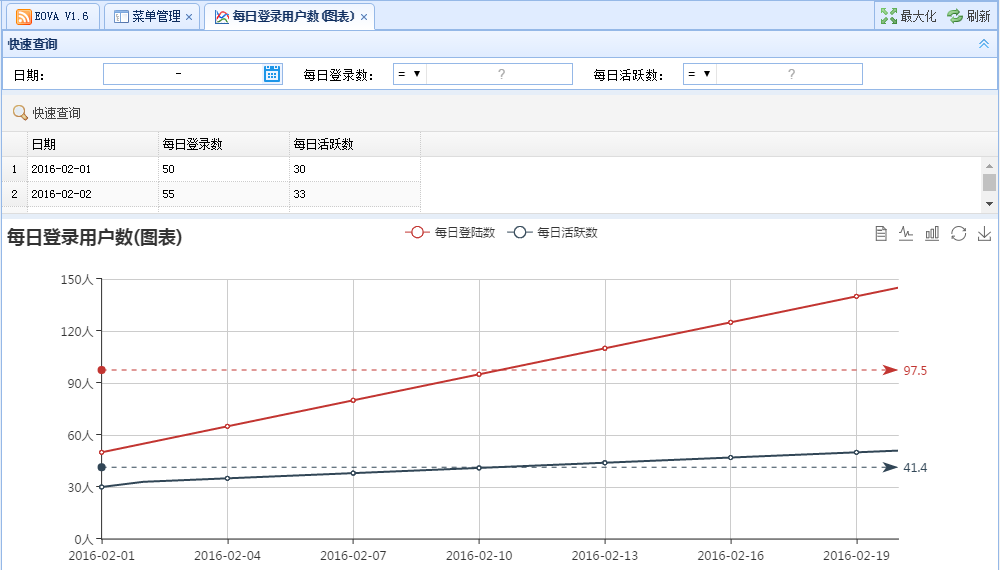 EOVA V1.6 菜单管理 × 每日登录用户数(图表) × 最大化 刷新
快速查询
日期: - 每日登录数: = ▼ ? 每日活跃数: = ▼ ?
快速查询
日期 每日登录数 每日活跃数
1 2016-02-01 50 30
2 2016-02-02 55 33
每日登录用户数(图表) 每日登陆数 每日活跃数
150人
120人
90人
97.5
60人
41.4
30人
0人
2016-02-01 2016-02-04 2016-02-07 2016-02-10 2016-02-13 2016-02-16 2016-02-19